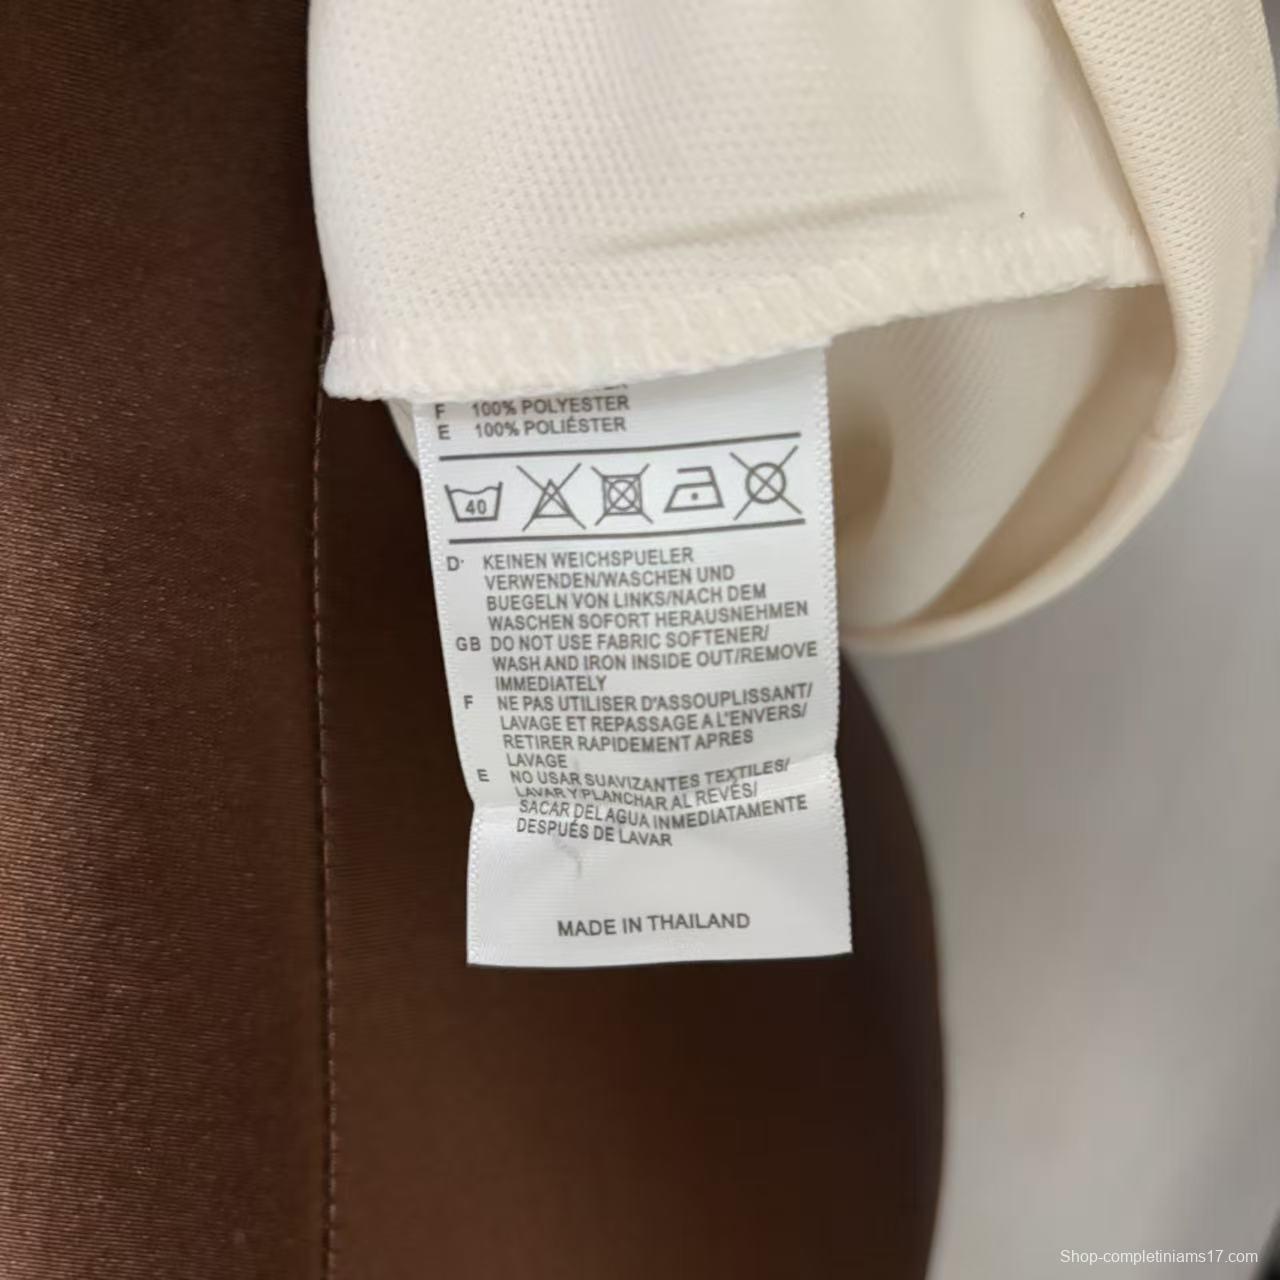 F 100% POLYESTER
E 100% POLIÉSTER
40
D· KEINEN WEICHSPUELER
VERWENDEN/WASCHEN UND
BUEGELN VON LINKS/NACH DEM
WASCHEN SOFORT HERAUSNEHMEN
GB DO NOT USE FABRIC SOFTENER/
WASH AND IRON INSIDE OUT/REMOVE
IMMEDIATELY
F NE PAS UTILISER D'ASSOUPLISSANT/
LAVAGE ET REPASSAGE A L'ENVERS/
RETIRER RAPIDEMENT APRES
LAVAGE
E NO USAR SUAVIZANTES TEXTILES/
LAVAR Y PLANCHAR AL REVÉS/
SACAR DEL AGUA INMEDIATAMENTE
DESPUÉS DE LAVAR
MADE IN THAILAND
Shop-completiniams17.com